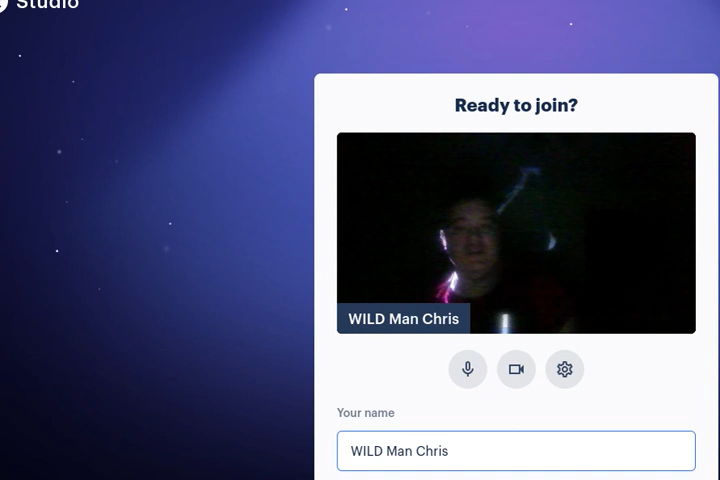 Studio
Ready to join?
WILD Man Chris
Your name
WILD Man Chris